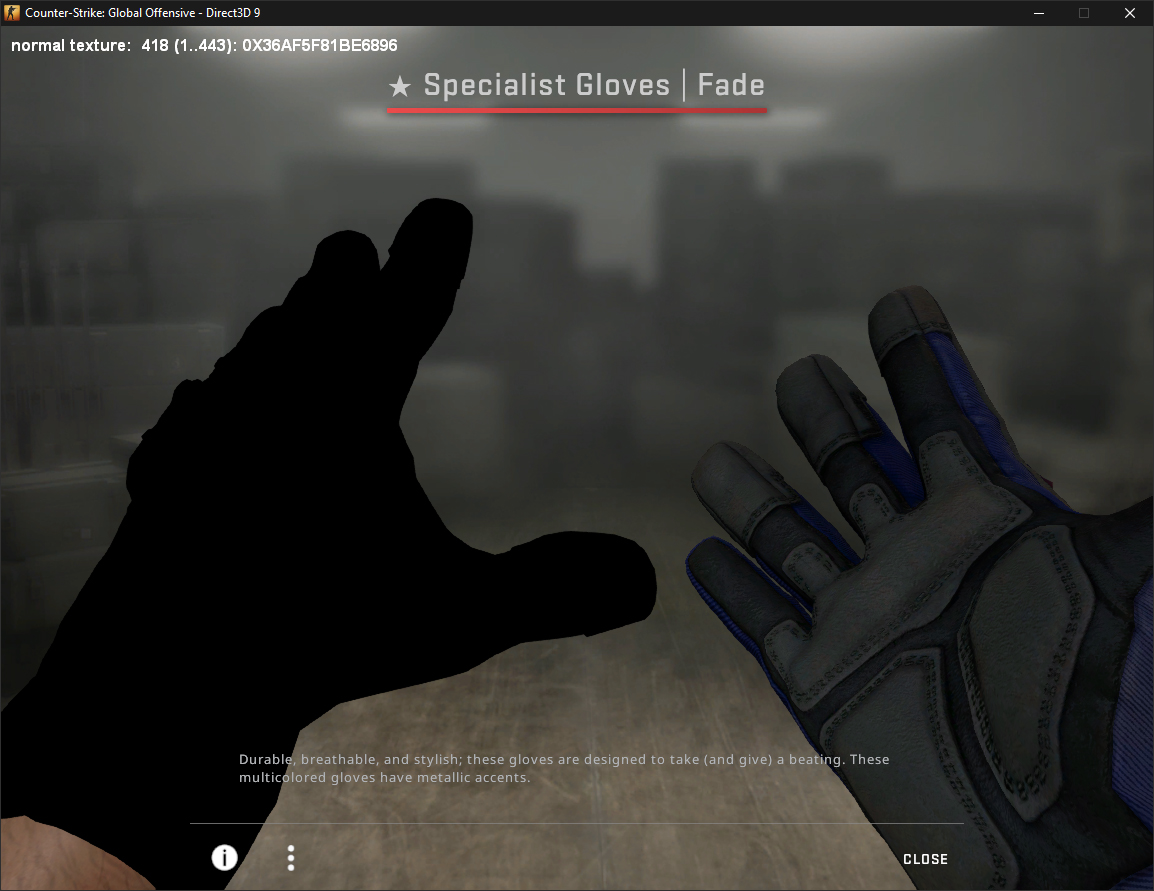 Counter-Strike: Global Offensive - Direct3D 9
normal texture: 418 (1..443): 0X36AF5F81BE6896
★ Specialist Gloves | Fade
Durable, breathable, and stylish; these gloves are designed to take (and give) a beating. These
multicolored gloves have metallic accents.
CLOSE